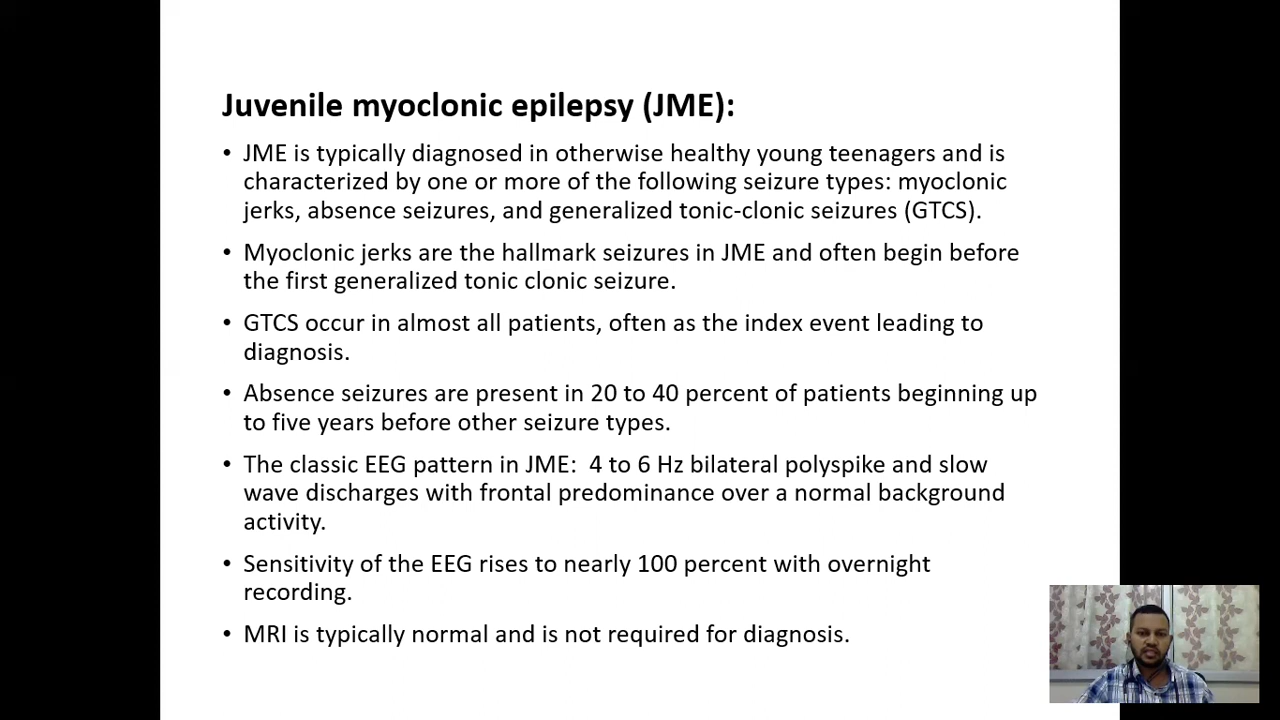 Juvenile myoclonic epilepsy (JME):
• JME is typically diagnosed in otherwise healthy young teenagers and is
characterized by one or more of the following seizure types: myoclonic
jerks, absence seizures, and generalized tonic-clonic seizures (GTCS).
• Myoclonic jerks are the hallmark seizures in JME and often begin before
the first generalized tonic clonic seizure.
• GTCS occur in almost all patients, often as the index event leading to
diagnosis.
• Absence seizures are present in 20 to 40 percent of patients beginning up
to five years before other seizure types.
• The classic EEG pattern in JME:  4 to 6 Hz bilateral polyspike and slow
wave discharges with frontal predominance over a normal background
activity.
• Sensitivity of the EEG rises to nearly 100 percent with overnight
recording.
• MRI is typically normal and is not required for diagnosis.